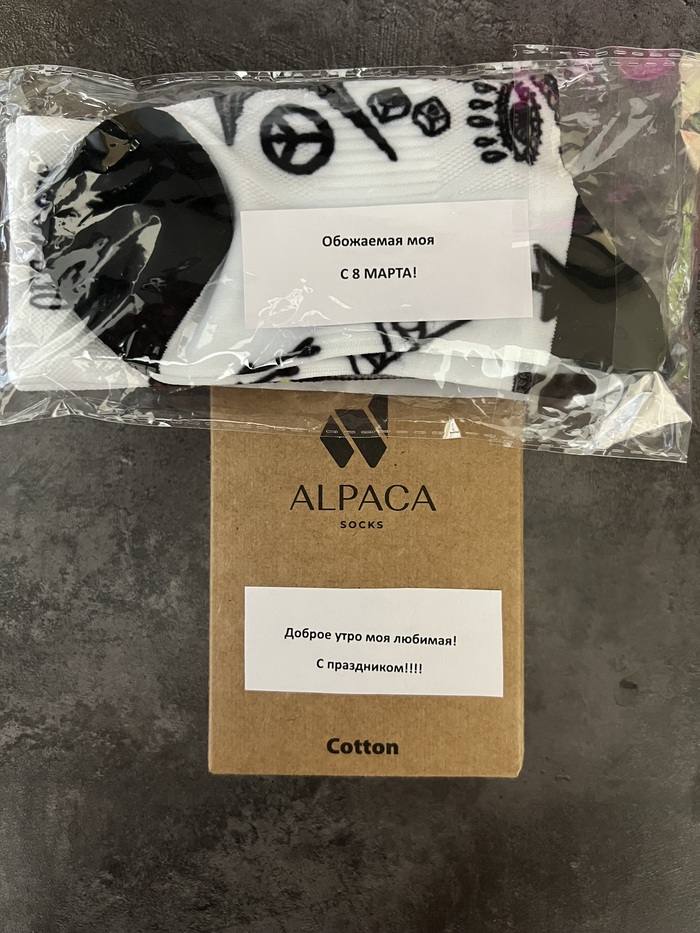 Обожаемая моя
С 8 МАРТА!
ALPACA
SOCKS
Доброе утро моя любимая!
С праздником!!!!
Cotton